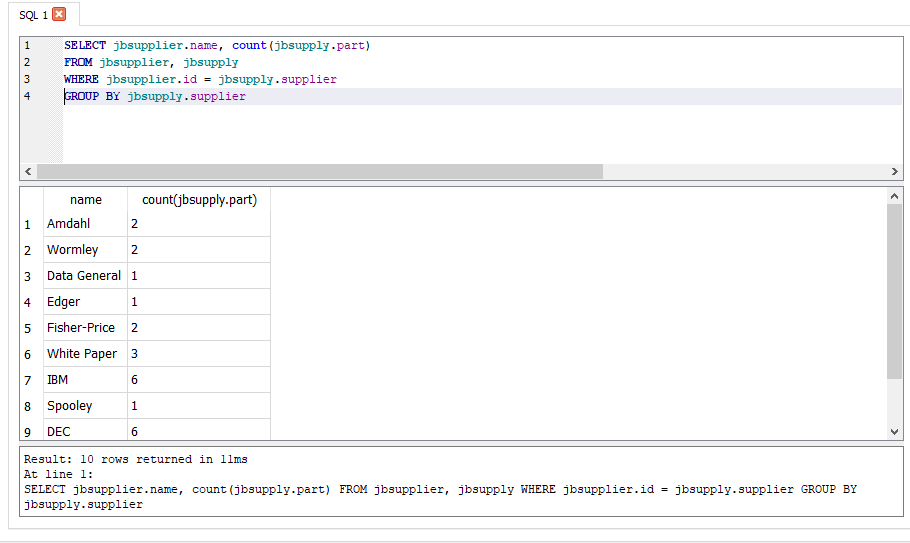 SQL 1
1 SELECT jbsupplier.name, count(jbsupply.part)
2 FROM jbsupplier, jbsupply
3 WHERE jbsupplier.id = jbsupply.supplier
4 GROUP BY jbsupply.supplier
name count(jbsupply.part)
1 Amdahl 2
2 Wormley 2
3 Data General 1
4 Edger 1
5 Fisher-Price 2
6 White Paper 3
7 IBM 6
8 Spooley 1
9 DEC 6
Result: 10 rows returned in 11ms
At line 1:
SELECT jbsupplier.name, count(jbsupply.part) FROM jbsupplier, jbsupply WHERE jbsupplier.id = jbsupply.supplier GROUP BY
jbsupply.supplier